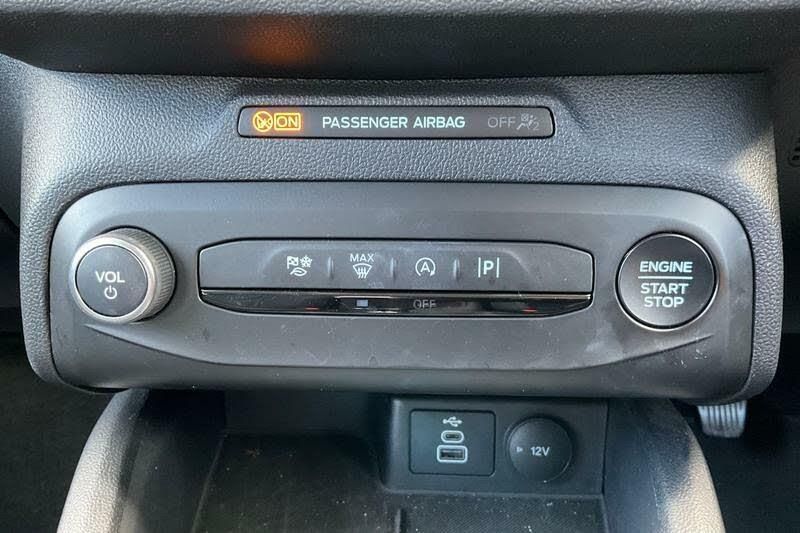 ON PASSENGER AIRBAG OFF
VOL
MAX
A
P
OFF
ENGINE
START
STOP
12V